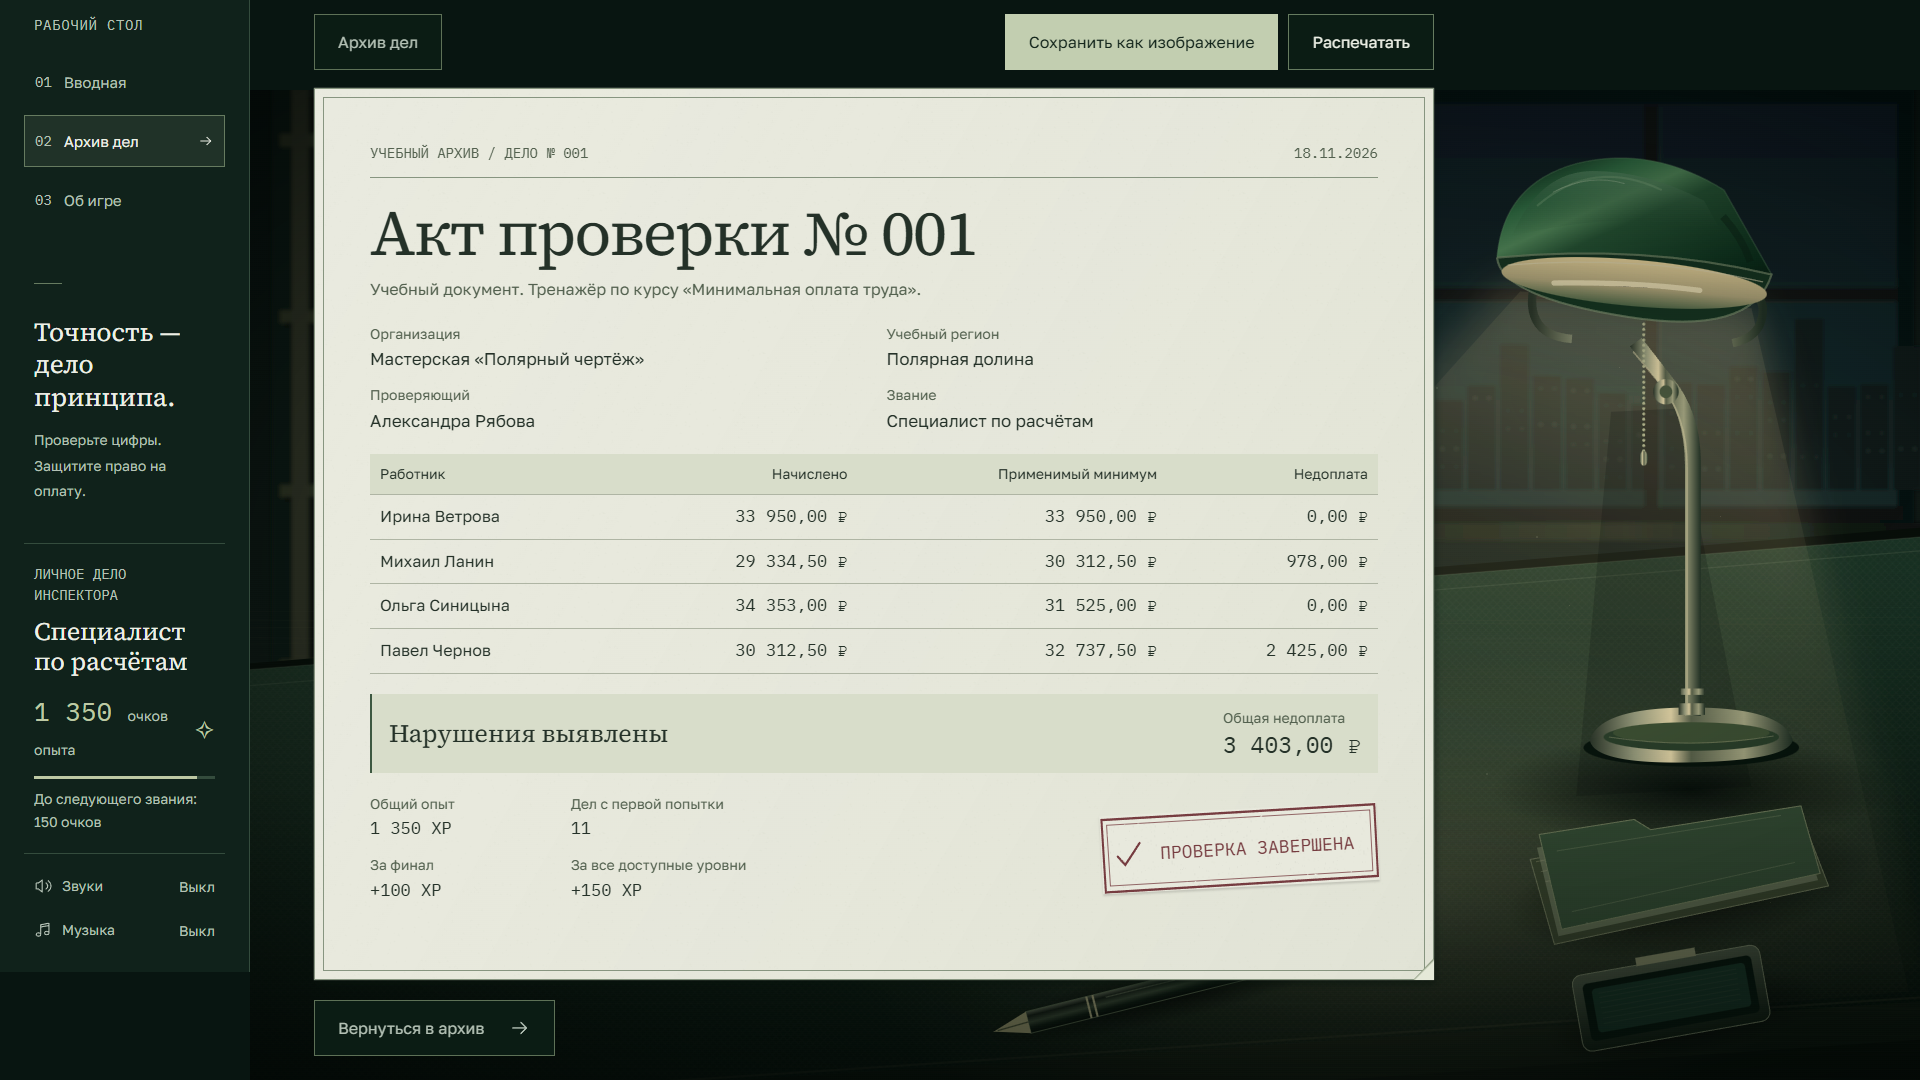 РАБОЧИЙ СТОЛ
01 Вводная
02 Архив дел →
03 Об игре
Точность —
дело
принципа.
Проверьте цифры.
Защитите право на
оплату.
ЛИЧНОЕ ДЕЛО
ИНСПЕКТОРА
Специалист
по расчётам
1 350 очков
опыта
До следующего звания:
150 очков
Звуки Выкл
Музыка Выкл
Архив дел
Сохранить как изображение
Распечатать
УЧЕБНЫЙ АРХИВ / ДЕЛО № 001 18.11.2026
Акт проверки № 001
Учебный документ. Тренажёр по курсу «Минимальная оплата труда».
Организация Учебный регион
Мастерская «Полярный чертёж» Полярная долина
Проверяющий Звание
Александра Рябова Специалист по расчётам
Работник Начислено Применимый минимум Недоплата
Ирина Ветрова 33 950,00 ₽ 33 950,00 ₽ 0,00 ₽
Михаил Ланин 29 334,50 ₽ 30 312,50 ₽ 978,00 ₽
Ольга Синицына 34 353,00 ₽ 31 525,00 ₽ 0,00 ₽
Павел Чернов 30 312,50 ₽ 32 737,50 ₽ 2 425,00 ₽
Нарушения выявлены
Общая недоплата
3 403,00 ₽
Общий опыт Дел с первой попытки
1 350 XP 11
За финал За все доступные уровни
+100 XP +150 XP
ПРОВЕРКА ЗАВЕРШЕНА
Вернуться в архив →